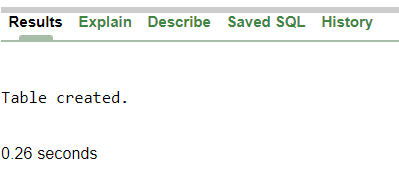 Results Explain Describe Saved SQL History
Table created.
0.26 seconds